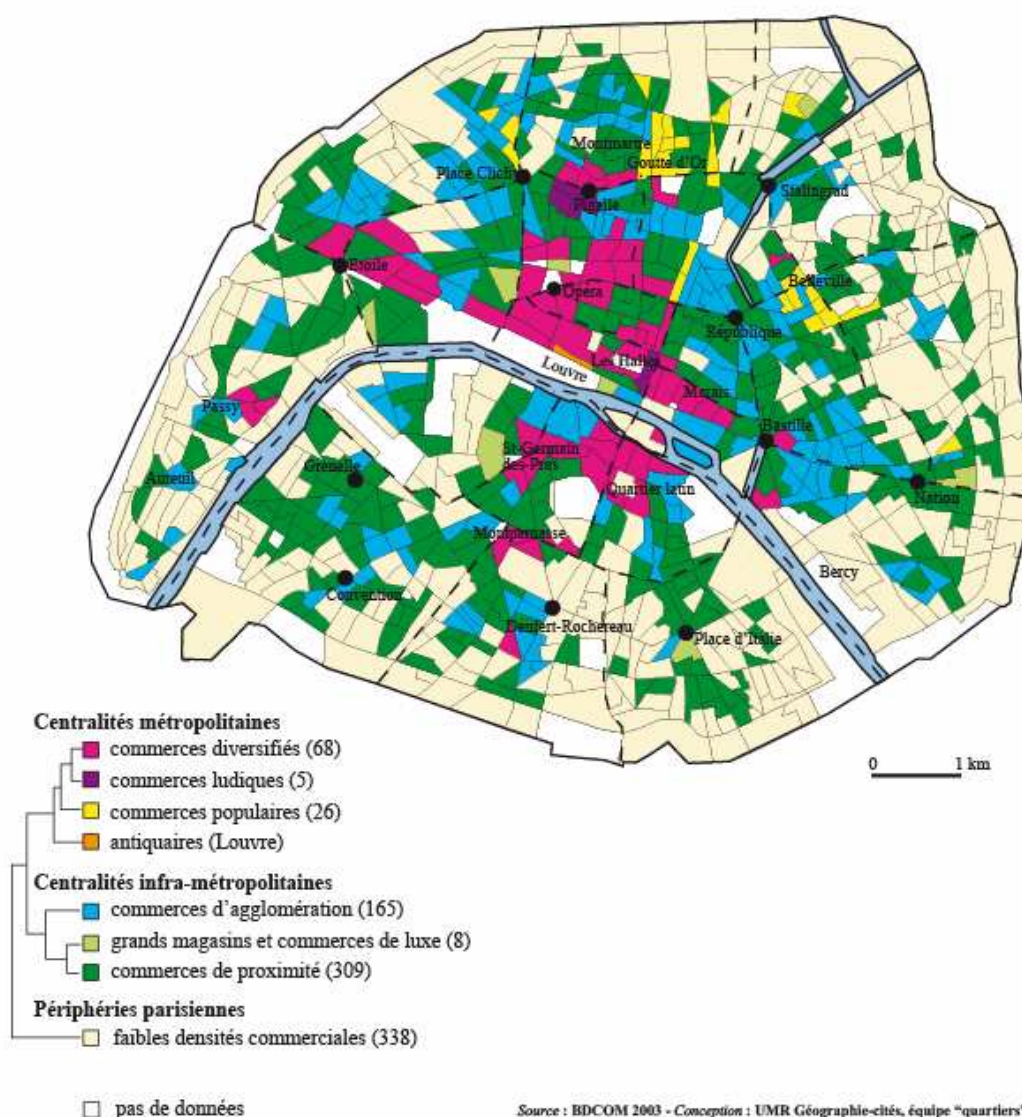 Montmartre
Goutte d'Or
Place Clichy
Pigalle
Stalingrad
Etoile
Opéra
Belleville
République
Louvre
Les Halles
Marais
Passy
Bastille
St-Germain
des-Prés
Auteuil
Grenelle
Quartier latin
Nation
Montparnasse
Bercy
Convention
Denfert-Rochereau
Place d'Italie
Centralités métropolitaines
commerces diversifiés (68)
commerces ludiques (5)
0 1 km
commerces populaires (26)
antiquaires (Louvre)
Centralités infra-métropolitaines
commerces d'agglomération (165)
grands magasins et commerces de luxe (8)
commerces de proximité (309)
Périphéries parisiennes
faibles densités commerciales (338)
pas de données
Source : BDCOM 2003 - Conception : UMR Géographie-cités, équipe "quartiers"